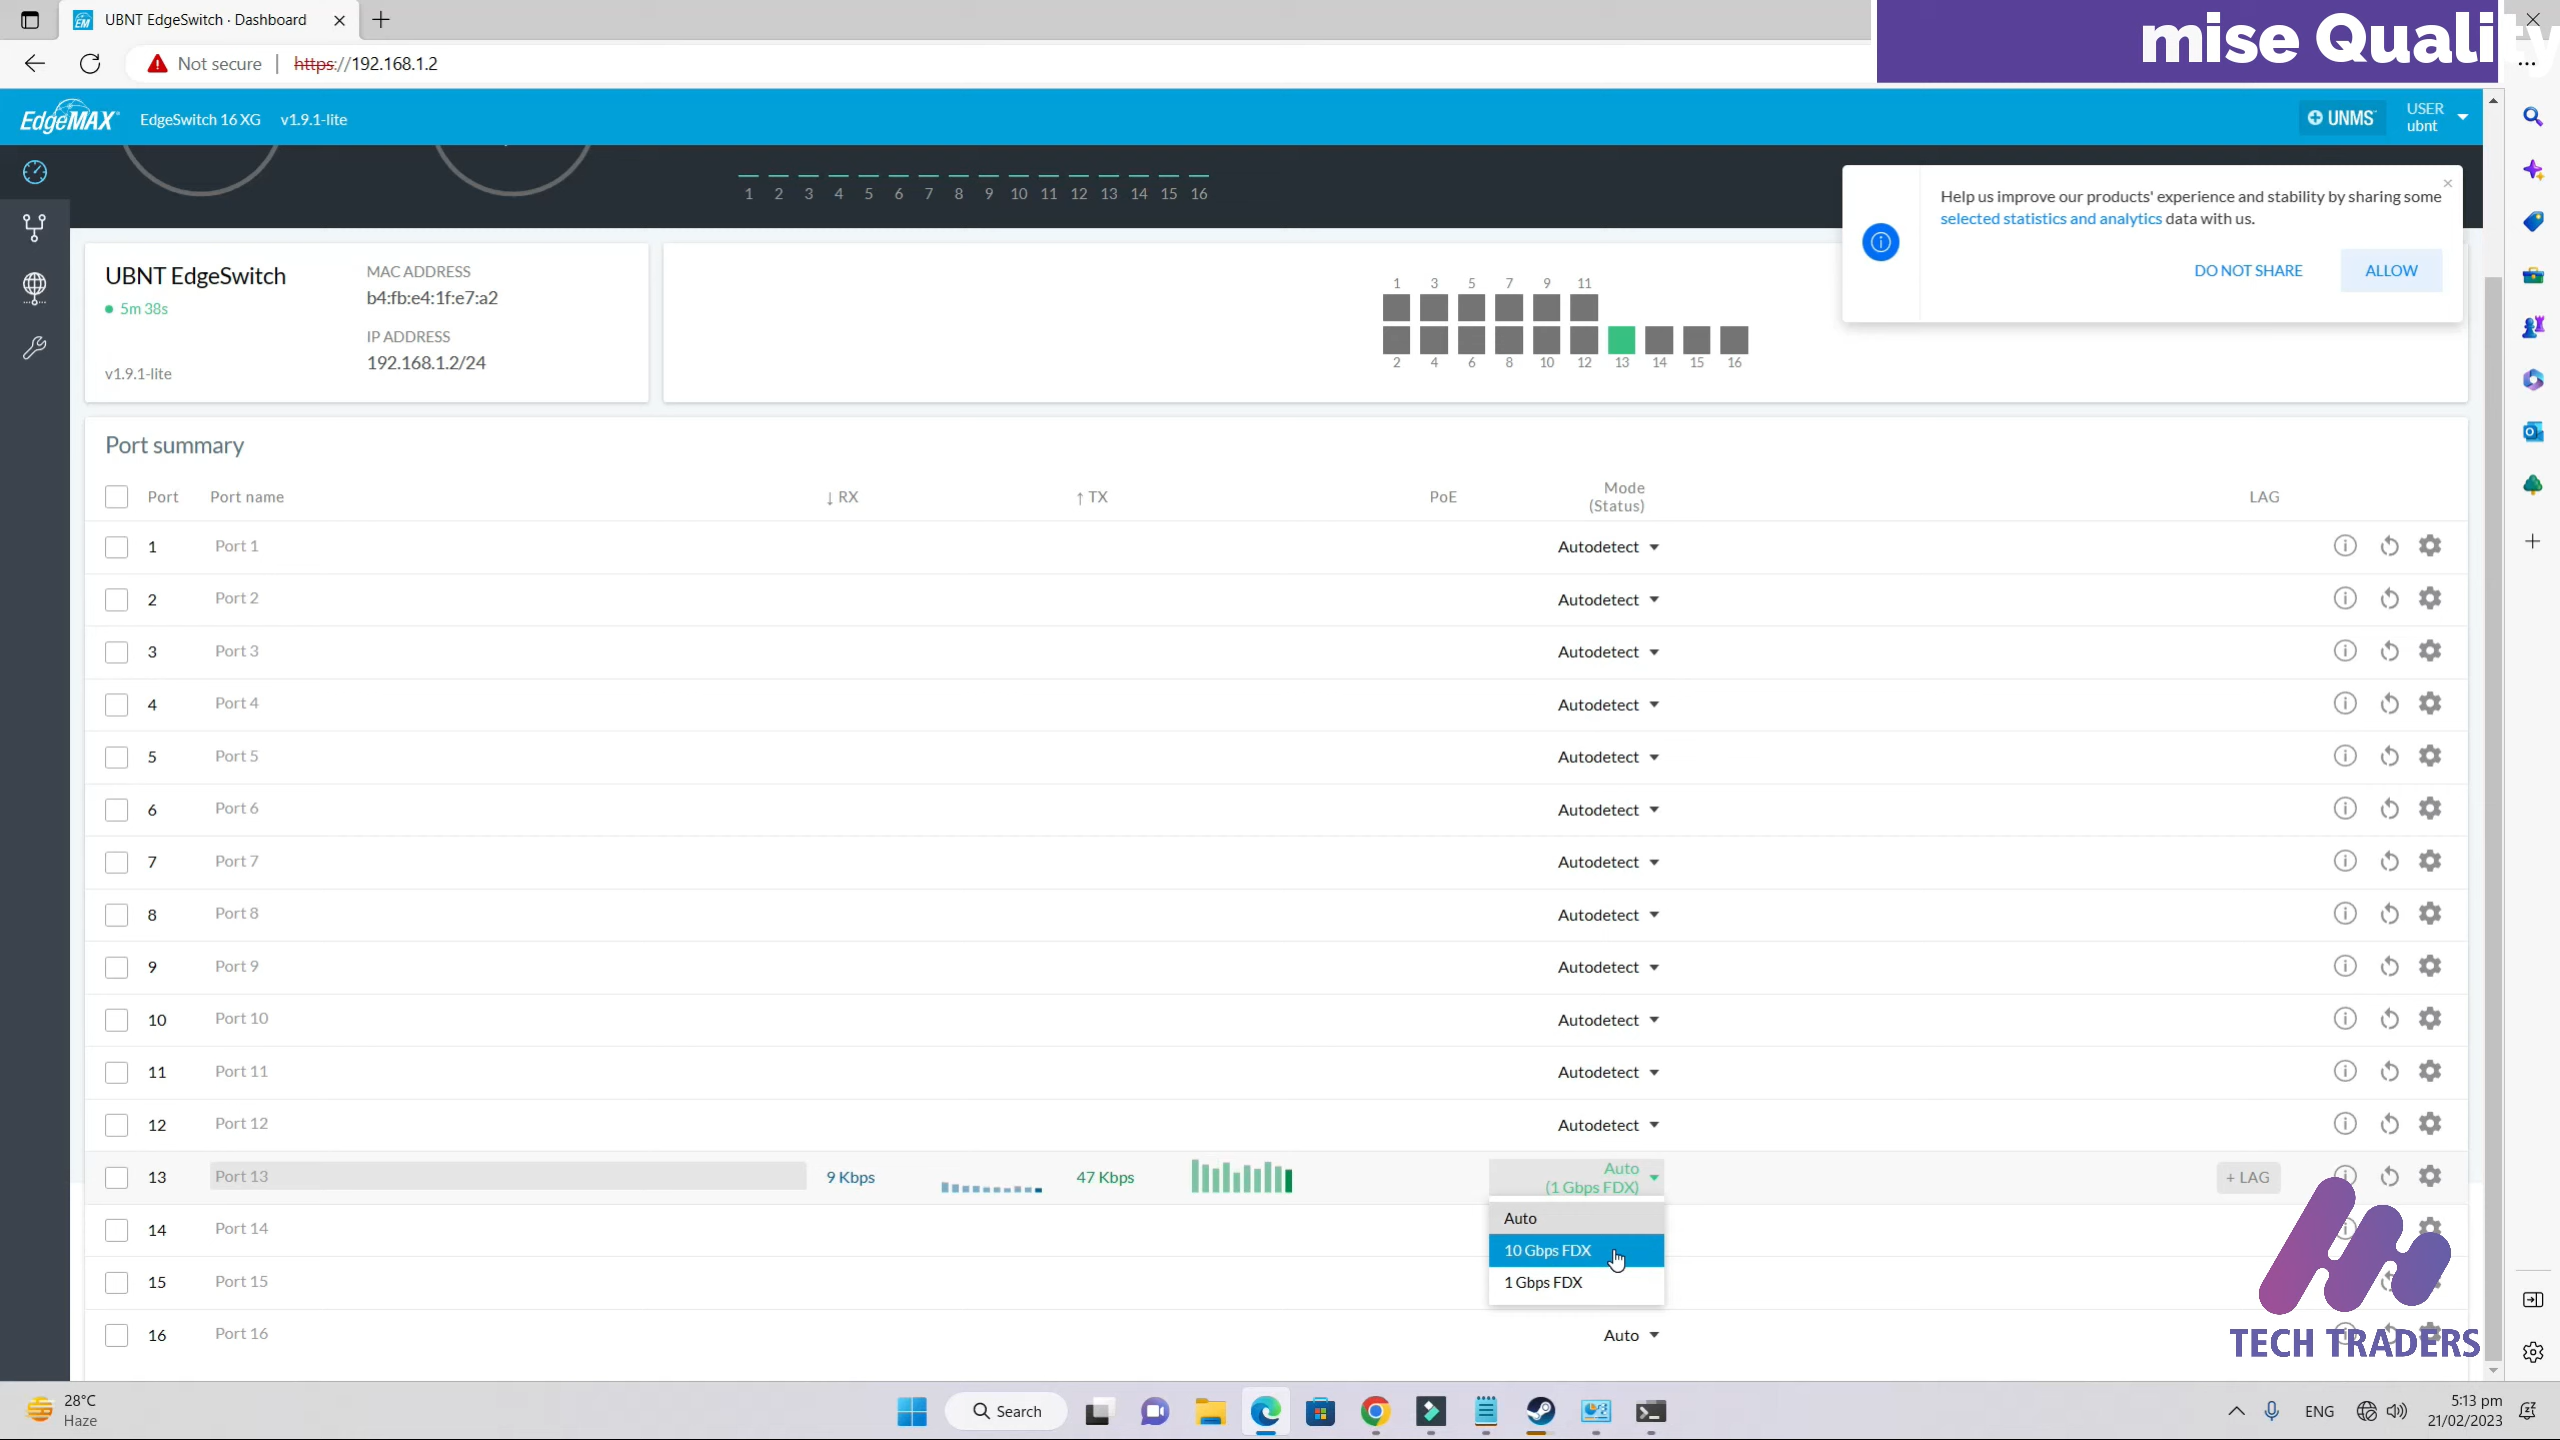 UBNT EdgeSwitch · Dashboard
mise Quality
Not secure
https://192.168.1.2
EdgeMAX
EdgeSwitch 16 XG
v1.9.1-lite
UNMS
USER
ubnt
1 2 3 4 5 6 7 8 9 10 11 12 13 14 15 16
Help us improve our products' experience and stability by sharing some
selected statistics and analytics data with us.
DO NOT SHARE
ALLOW
UBNT EdgeSwitch
5m 38s
v1.9.1-lite
MAC ADDRESS
b4:fb:e4:1f:e7:a2
IP ADDRESS
192.168.1.2/24
1 3 5 7 9 11
2 4 6 8 10 12 13 14 15 16
Port summary
Port Port name ↓ RX ↑ TX PoE Mode
(Status) LAG
1 Port 1 Autodetect
2 Port 2 Autodetect
3 Port 3 Autodetect
4 Port 4 Autodetect
5 Port 5 Autodetect
6 Port 6 Autodetect
7 Port 7 Autodetect
8 Port 8 Autodetect
9 Port 9 Autodetect
10 Port 10 Autodetect
11 Port 11 Autodetect
12 Port 12 Autodetect
13 Port 13 9 Kbps 47 Kbps Auto
(1 Gbps FDX) + LAG
Auto
10 Gbps FDX
1 Gbps FDX
14 Port 14
15 Port 15
16 Port 16 Auto
TECH TRADERS
28°C
Haze
Search
ENG
5:13 pm
21/02/2023